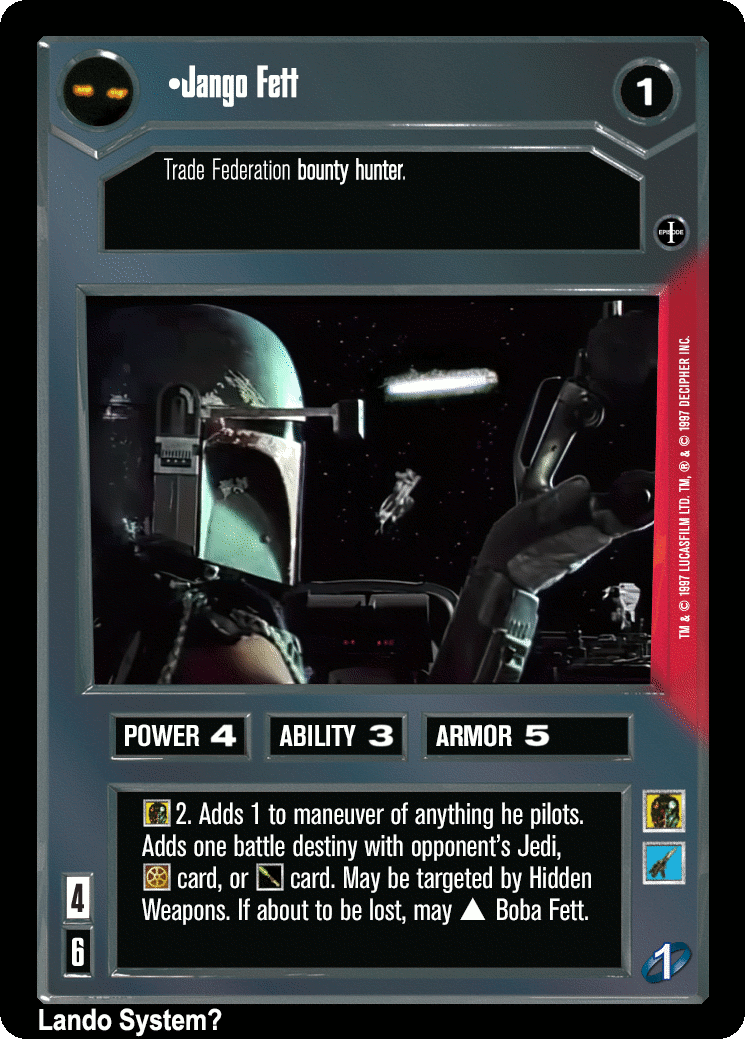 •Jango Fett
1
Trade Federation bounty hunter.
EPISODE
I
TM & © 1997 LUCASFILM LTD. TM, ® & © 1997 DECIPHER INC.
POWER 4
ABILITY 3
ARMOR 5
2. Adds 1 to maneuver of anything he pilots.
Adds one battle destiny with opponent's Jedi,
card, or card. May be targeted by Hidden
Weapons. If about to be lost, may Boba Fett.
4
6
1
Lando System?